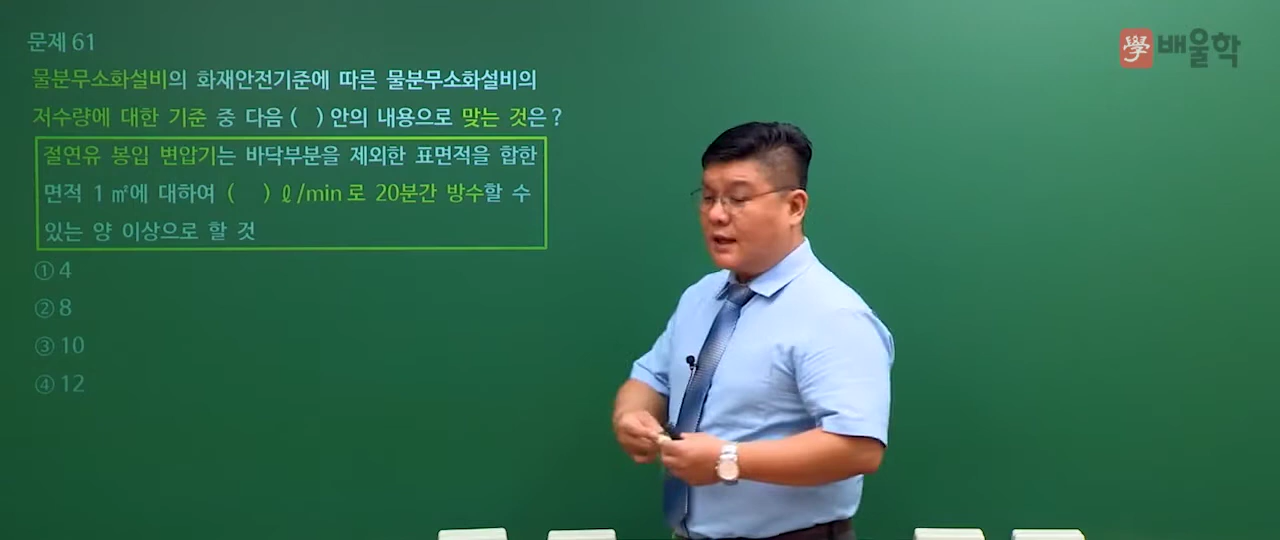 문제 61
물분무소화설비의 화재안전기준에 따른 물분무소화설비의
저수량에 대한 기준 중 다음 (   ) 안의 내용으로 맞는 것은?
절연유 봉입 변압기는 바닥부분을 제외한 표면적을 합한
면적 1㎡에 대하여 (   ) ℓ/min로 20분간 방수할 수
있는 양 이상으로 할 것
① 4
② 8
③ 10
④ 12
學배울학